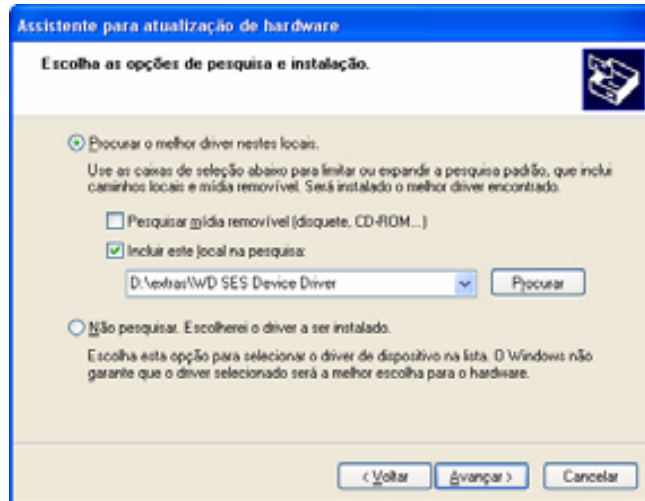 Assistente para atualização de hardware
Escolha as opções de pesquisa e instalação.
Procurar o melhor driver nestes locais.
Use as caixas de seleção abaixo para limitar ou expandir a pesquisa padrão, que inclui
caminhos locais e mídia removível. Será instalado o melhor driver encontrado.
Pesquisar mídia removível (disquete, CD-ROM...)
Incluir este local na pesquisa:
D:\extras\WD SES Device Driver
Procurar
Não pesquisar. Escolherei o driver a ser instalado.
Escolha esta opção para selecionar o driver de dispositivo na lista. O Windows não
garante que o driver selecionado será a melhor escolha para o hardware.
< Voltar Avançar > Cancelar